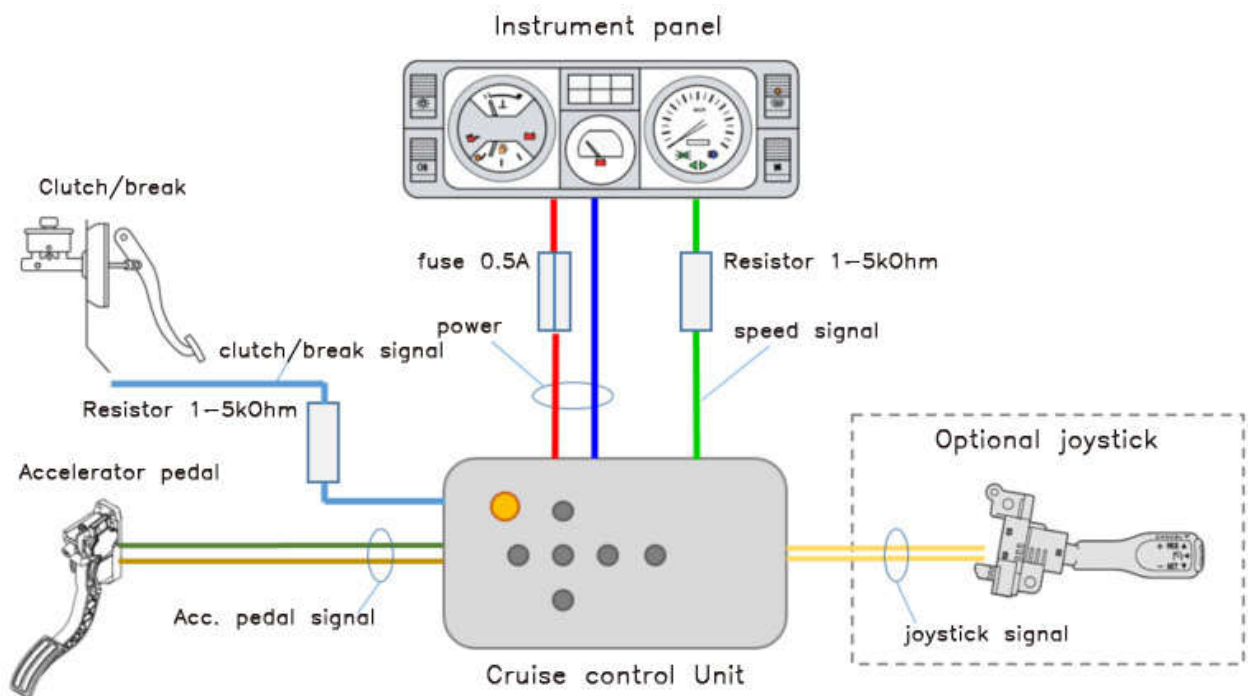 Instrument panel
Clutch/break
fuse 0.5A
Resistor 1-5kOhm
power
speed signal
clutch/break signal
Resistor 1-5kOhm
Optional joystick
Accelerator pedal
Acc. pedal signal
joystick signal
Cruise control Unit